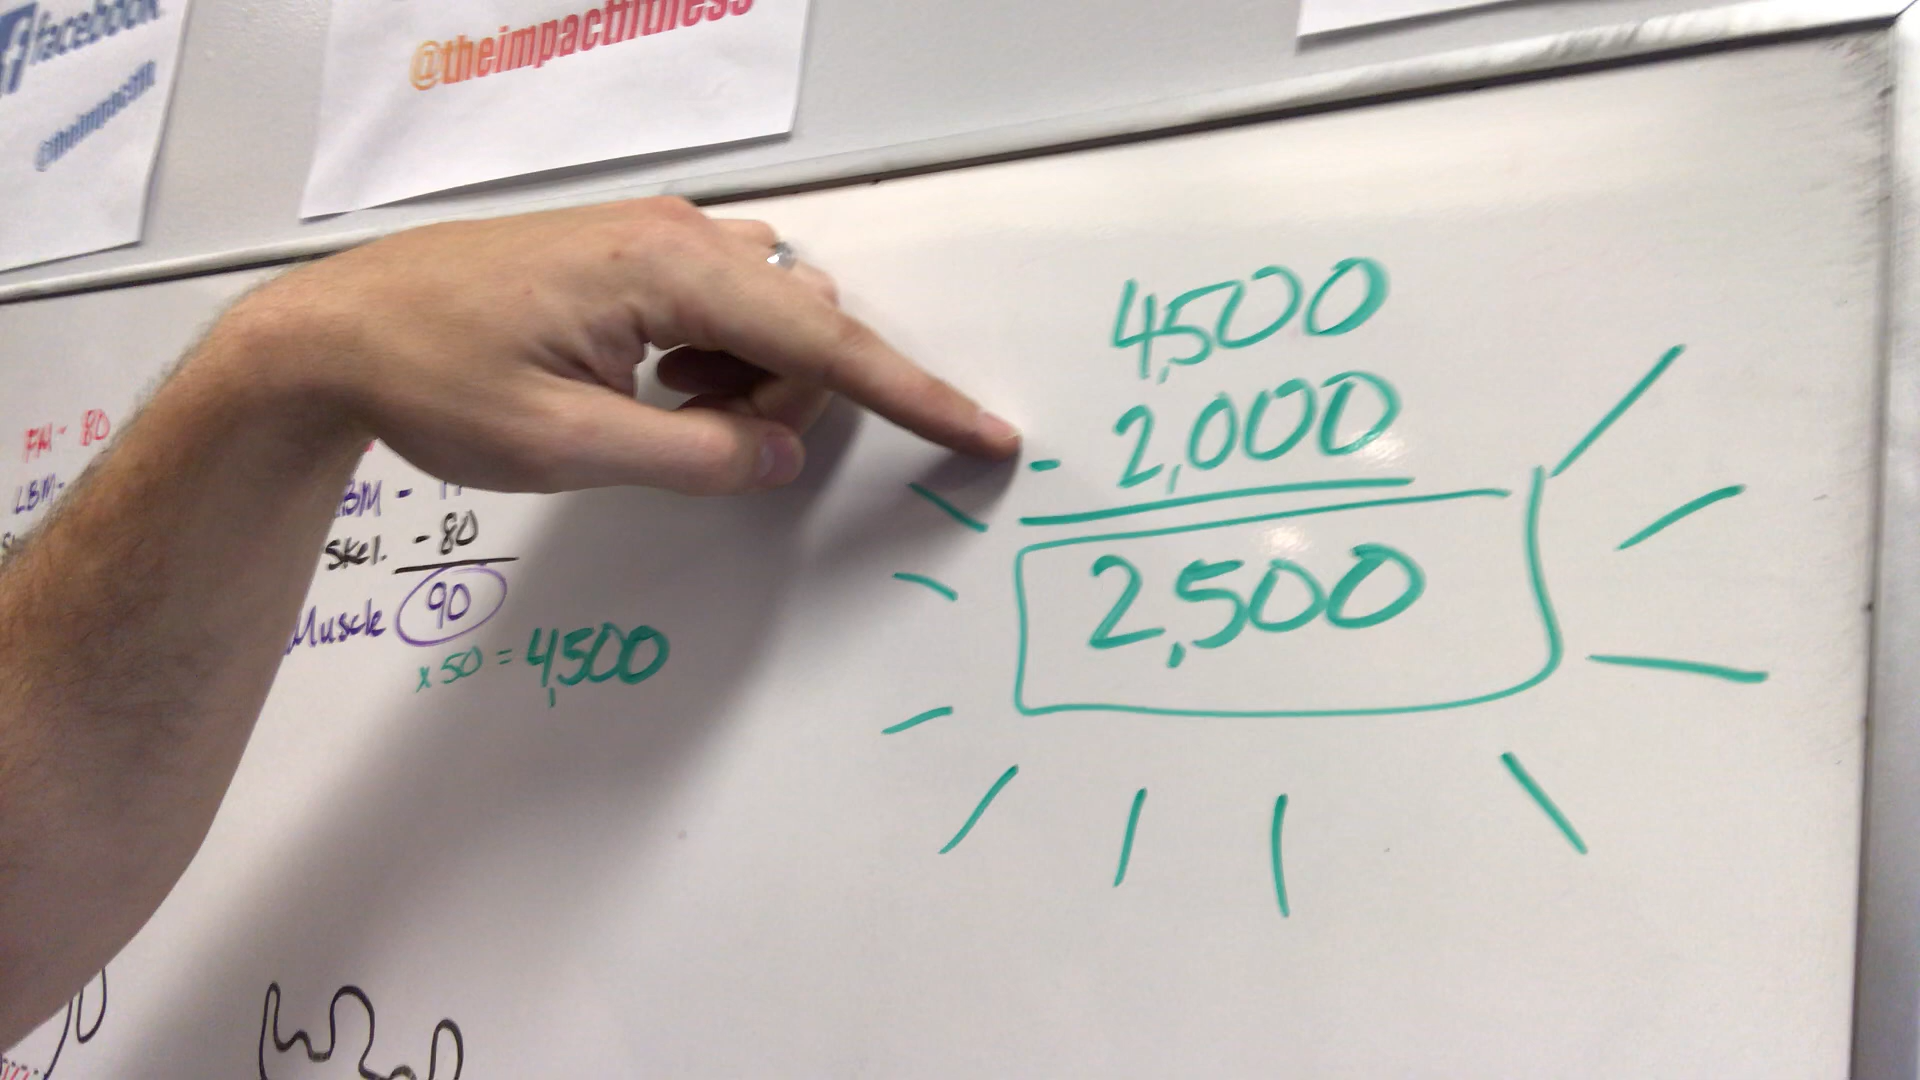 facebook
@theimpactfit
@theimpactfitness
4,500
- 2,000
2,500
FM- 80
LBM-
BM -
Skel. - 80
Muscle 90
x 50 = 4,500